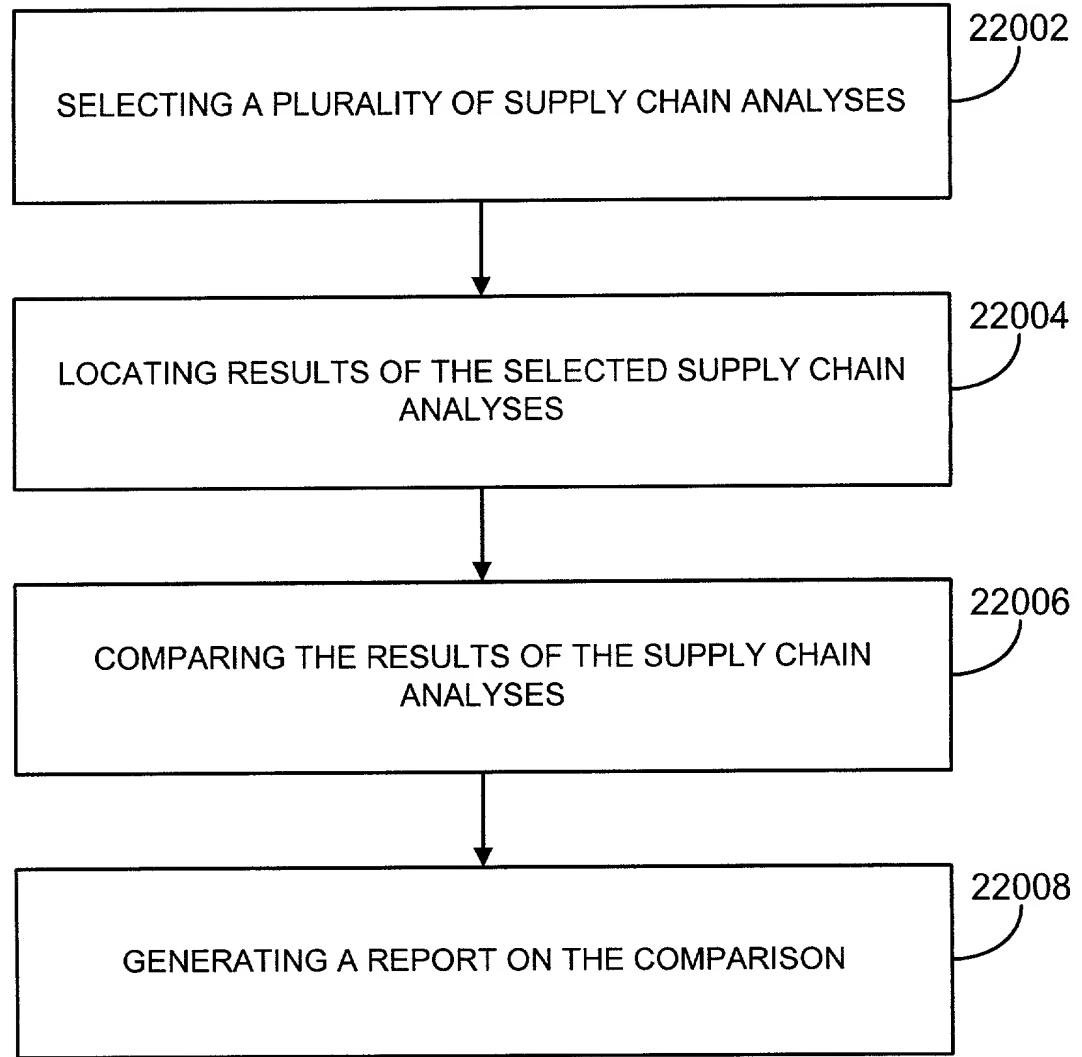 22002
SELECTING A PLURALITY OF SUPPLY CHAIN ANALYSES
22004
LOCATING RESULTS OF THE SELECTED SUPPLY CHAIN
ANALYSES
22006
COMPARING THE RESULTS OF THE SUPPLY CHAIN
ANALYSES
22008
GENERATING A REPORT ON THE COMPARISON